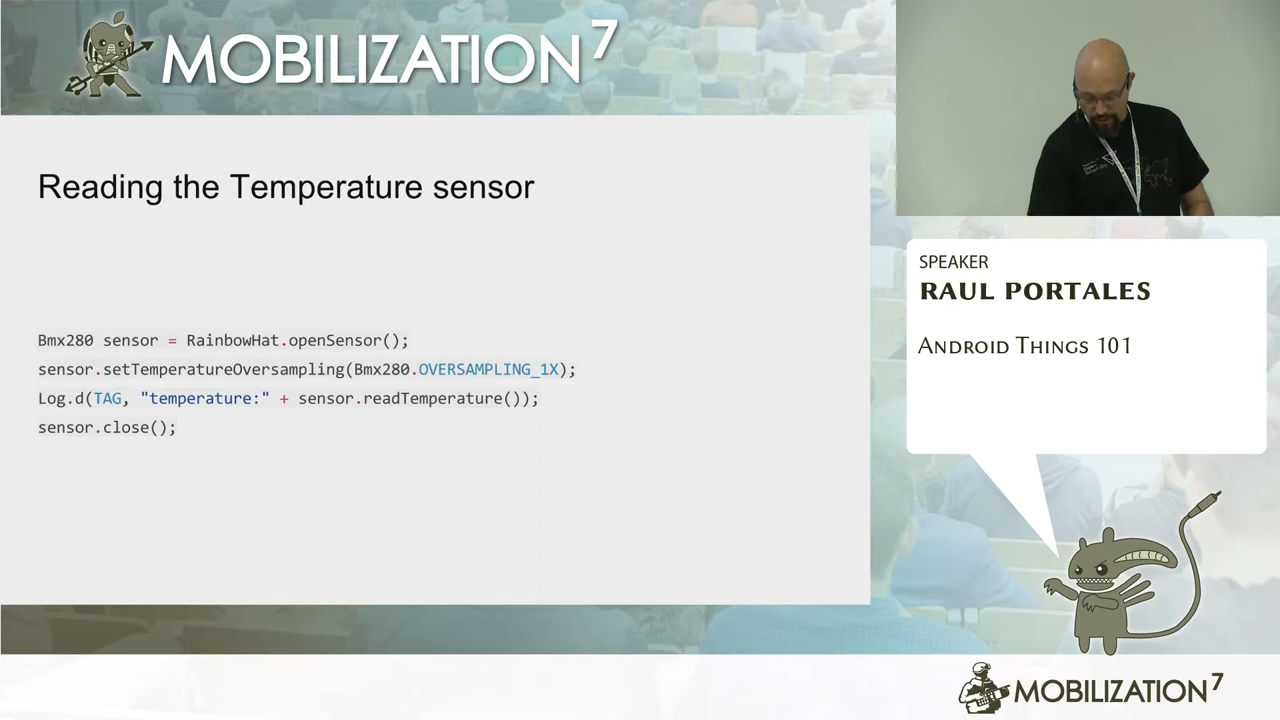 MOBILIZATION 7
Reading the Temperature sensor
Bmx280 sensor = RainbowHat.openSensor();
sensor.setTemperatureOversampling(Bmx280.OVERSAMPLING_1X);
Log.d(TAG, "temperature:" + sensor.readTemperature());
sensor.close();
SPEAKER
RAUL PORTALES
ANDROID THINGS 101
MOBILIZATION 7